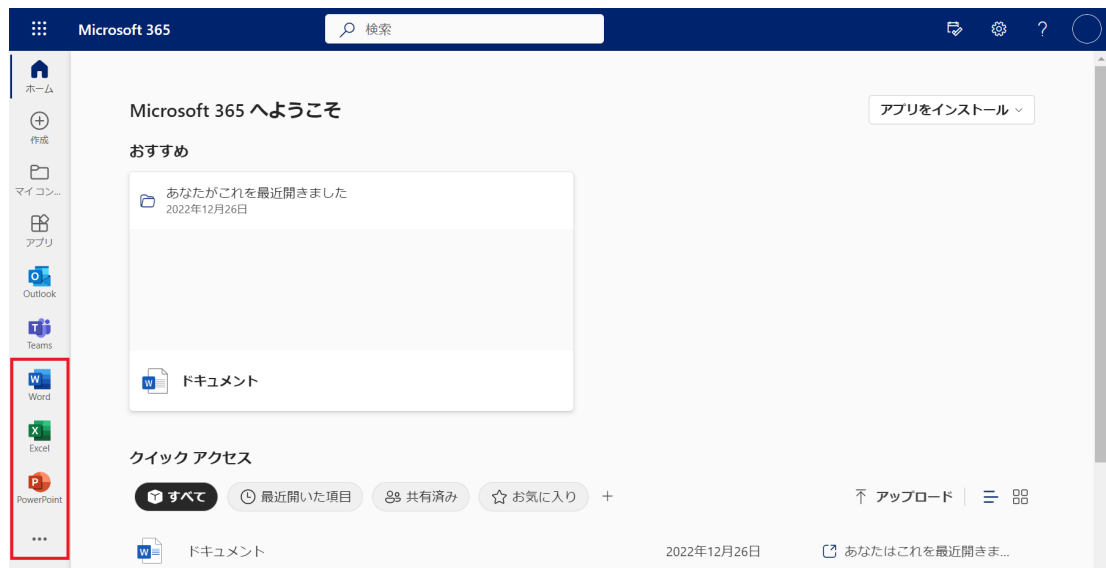 Microsoft 365
検索
?
ホーム
作成
マイ コン...
アプリ
Outlook
Teams
Word
Excel
PowerPoint
Microsoft 365 へようこそ
アプリをインストール
おすすめ
あなたがこれを最近開きました
2022年12月26日
ドキュメント
クイック アクセス
すべて 最近開いた項目 共有済み お気に入り + アップロード
ドキュメント 2022年12月26日 あなたはこれを最近開きま...